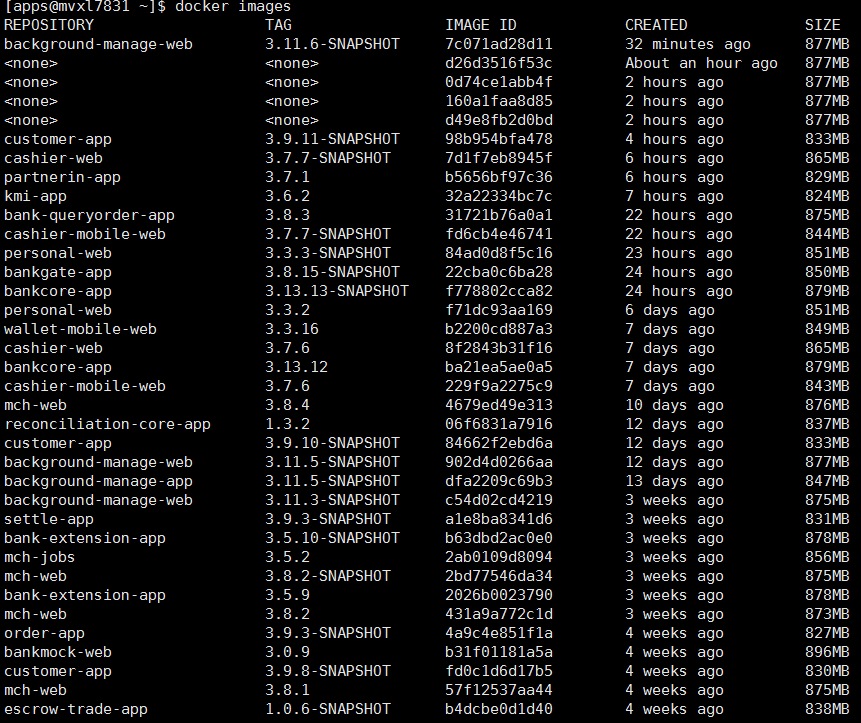 [apps@mvxl7831 ~]$ docker images
REPOSITORY TAG IMAGE ID CREATED SIZE
background-manage-web 3.11.6-SNAPSHOT 7c071ad28d11 32 minutes ago 877MB
<none> <none> d26d3516f53c About an hour ago 877MB
<none> <none> 0d74ce1abb4f 2 hours ago 877MB
<none> <none> 160a1faa8d85 2 hours ago 877MB
<none> <none> d49e8fb2d0bd 2 hours ago 877MB
customer-app 3.9.11-SNAPSHOT 98b954bfa478 4 hours ago 833MB
cashier-web 3.7.7-SNAPSHOT 7d1f7eb8945f 6 hours ago 865MB
partnerin-app 3.7.1 b5656bf97c36 6 hours ago 829MB
kmi-app 3.6.2 32a22334bc7c 7 hours ago 824MB
bank-queryorder-app 3.8.3 31721b76a0a1 22 hours ago 875MB
cashier-mobile-web 3.7.7-SNAPSHOT fd6cb4e46741 22 hours ago 844MB
personal-web 3.3.3-SNAPSHOT 84ad0d8f5c16 23 hours ago 851MB
bankgate-app 3.8.15-SNAPSHOT 22cba0c6ba28 24 hours ago 850MB
bankcore-app 3.13.13-SNAPSHOT f778802cca82 24 hours ago 879MB
personal-web 3.3.2 f71dc93aa169 6 days ago 851MB
wallet-mobile-web 3.3.16 b2200cd887a3 7 days ago 849MB
cashier-web 3.7.6 8f2843b31f16 7 days ago 865MB
bankcore-app 3.13.12 ba21ea5ae0a5 7 days ago 879MB
cashier-mobile-web 3.7.6 229f9a2275c9 7 days ago 843MB
mch-web 3.8.4 4679ed49e313 10 days ago 876MB
reconciliation-core-app 1.3.2 06f6831a7916 12 days ago 837MB
customer-app 3.9.10-SNAPSHOT 84662f2ebd6a 12 days ago 833MB
background-manage-web 3.11.5-SNAPSHOT 902d4d0266aa 12 days ago 877MB
background-manage-app 3.11.5-SNAPSHOT dfa2209c69b3 13 days ago 847MB
background-manage-web 3.11.3-SNAPSHOT c54d02cd4219 3 weeks ago 875MB
settle-app 3.9.3-SNAPSHOT a1e8ba8341d6 3 weeks ago 831MB
bank-extension-app 3.5.10-SNAPSHOT b63dbd2ac0e0 3 weeks ago 878MB
mch-jobs 3.5.2 2ab0109d8094 3 weeks ago 856MB
mch-web 3.8.2-SNAPSHOT 2bd77546da34 3 weeks ago 875MB
bank-extension-app 3.5.9 2026b0023790 3 weeks ago 878MB
mch-web 3.8.2 431a9a772c1d 3 weeks ago 873MB
order-app 3.9.3-SNAPSHOT 4a9c4e851f1a 4 weeks ago 827MB
bankmock-web 3.0.9 b31f01181a5a 4 weeks ago 896MB
customer-app 3.9.8-SNAPSHOT fd0c1d6d17b5 4 weeks ago 830MB
mch-web 3.8.1 57f12537aa44 4 weeks ago 875MB
escrow-trade-app 1.0.6-SNAPSHOT b4dcbe0d1d40 4 weeks ago 838MB